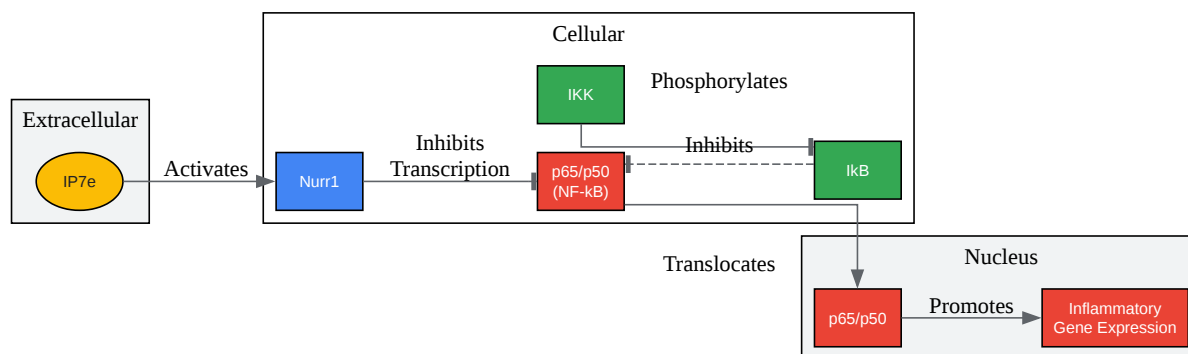 Cellular
IKK
Phosphorylates
Extracellular
IP7e
Activates
Nurr1
Inhibits
Transcription
p65/p50
(NF-kB)
Inhibits
IkB
Translocates
Nucleus
p65/p50
Promotes
Inflammatory
Gene Expression